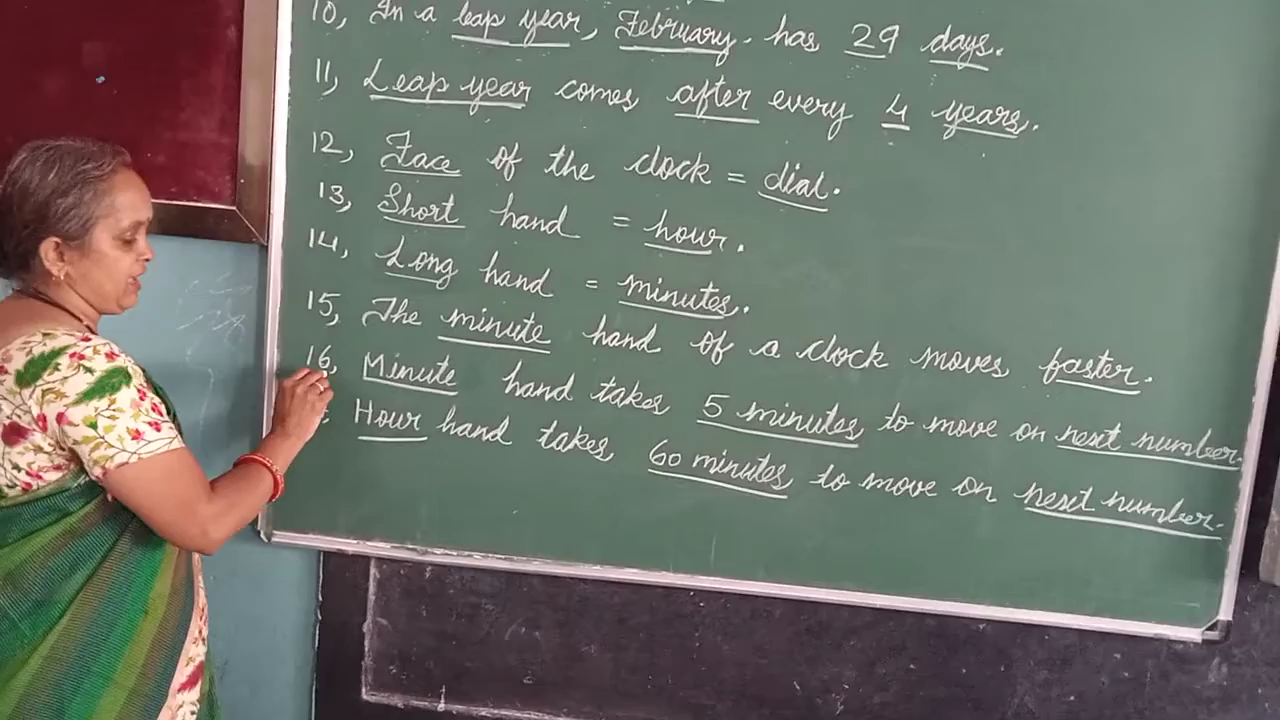 10, In a leap year, February. has 29 days.
11, Leap year comes after every 4 years.
12, Face of the clock = dial.
13, Short hand = hour.
14, Long hand = minutes.
15, The minute hand of a clock moves faster.
16, Minute hand takes 5 minutes to move on next number.
Hour hand takes 60 minutes to move on next number.